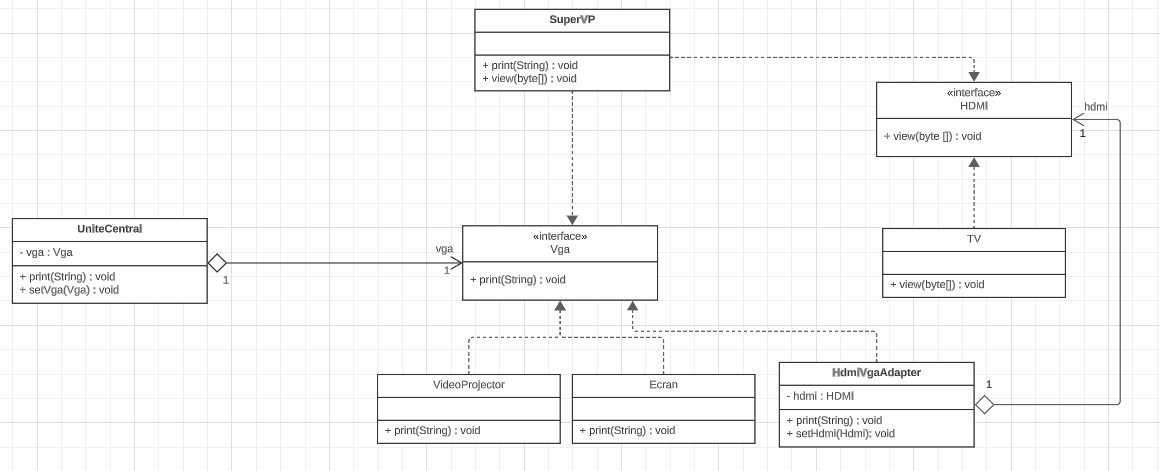 SuperVP
+ print(String) : void
+ view(byte[]) : void
«interface»
HDMI
+ view(byte []) : void
hdmi
1
UniteCentral
- vga : Vga
+ print(String) : void
+ setVga(Vga) : void
1
vga
1
«interface»
Vga
+ print(String) : void
TV
+ view(byte[]) : void
VideoProjector
+ print(String) : void
Ecran
+ print(String) : void
HdmiVgaAdapter
- hdmi : HDMI
+ print(String) : void
+ setHdmi(Hdmi): void
1